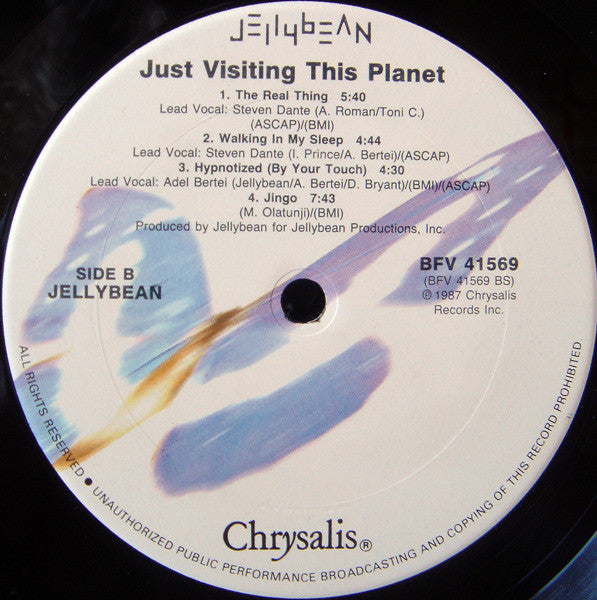 JELLYBEAN
Just Visiting This Planet
1. The Real Thing 5:40
Lead Vocal: Steven Dante (A. Roman/Toni C.)
(ASCAP)/(BMI)
2. Walking In My Sleep 4:44
Lead Vocal: Steven Dante (I. Prince/A. Bertei)/(ASCAP)
3. Hypnotized (By Your Touch) 4:30
Lead Vocal: Adel Bertei (Jellybean/A. Bertei/D. Bryant)/(BMI)/(ASCAP)
4. Jingo 7:43
(M. Olatunji)/(BMI)
Produced by Jellybean for Jellybean Productions, Inc.
SIDE B
JELLYBEAN
BFV 41569
(BFV 41569 BS)
℗ 1987 Chrysalis
Records Inc.
Chrysalis®
ALL RIGHTS RESERVED ● UNAUTHORIZED PUBLIC PERFORMANCE BROADCASTING AND COPYING OF THIS RECORD PROHIBITED.